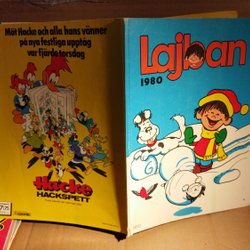 Möt Hacke och alla hans vänner
på nya festliga upptåg
var fjärde torsdag
Hacke
HACKSPETT
Lajban
1980